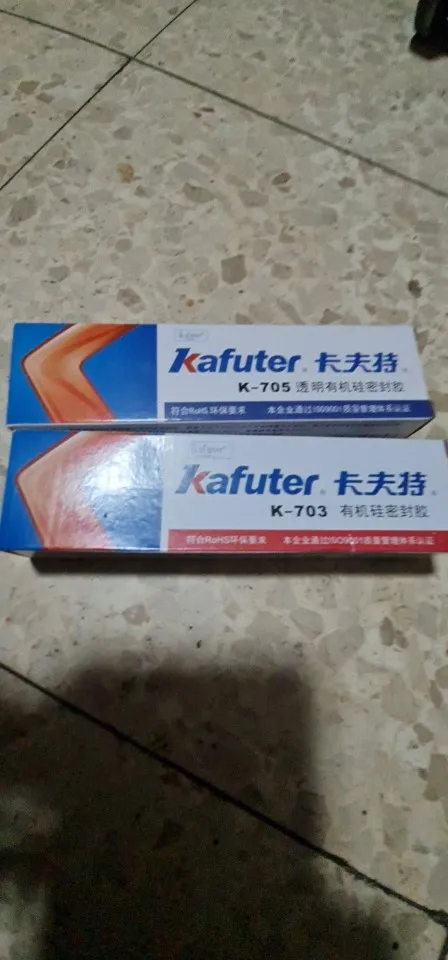 Kafuter® 卡夫特®
K-705 透明有机硅密封胶
符合RoHS环保要求 本企业通过ISO9001质量管理体系认证
Kafuter® 卡夫特®
K-703 有机硅密封胶
符合RoHS环保要求 本企业通过ISO9001质量管理体系认证